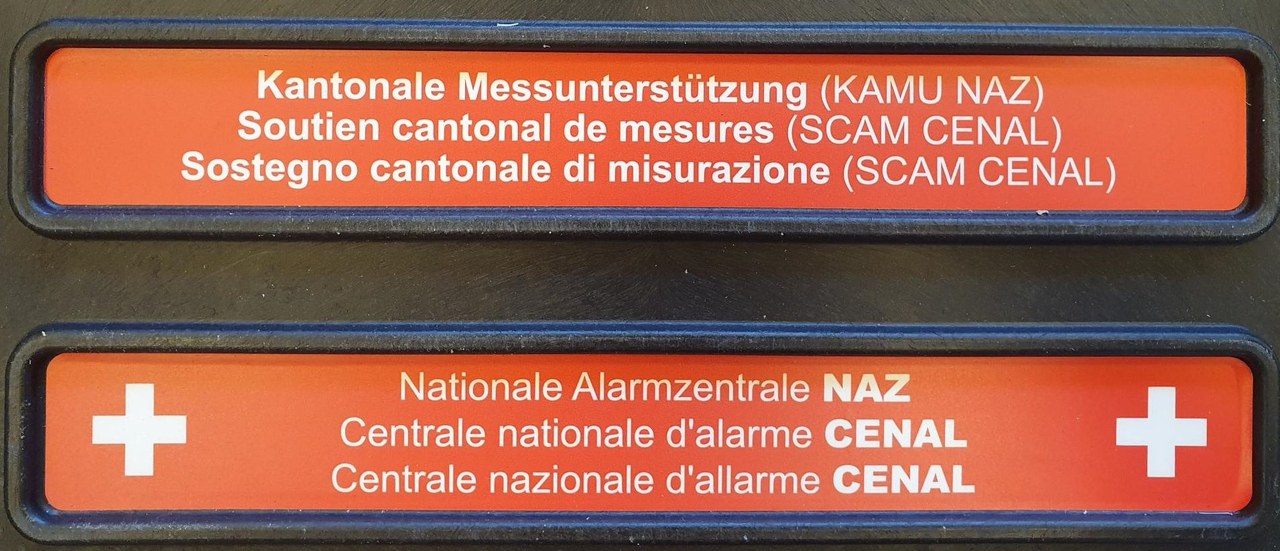 Kantonale Messunterstützung (KAMU NAZ)
Soutien cantonal de mesures (SCAM CENAL)
Sostegno cantonale di misurazione (SCAM CENAL)
Nationale Alarmzentrale NAZ
Centrale nationale d'alarme CENAL
Centrale nazionale d'allarme CENAL